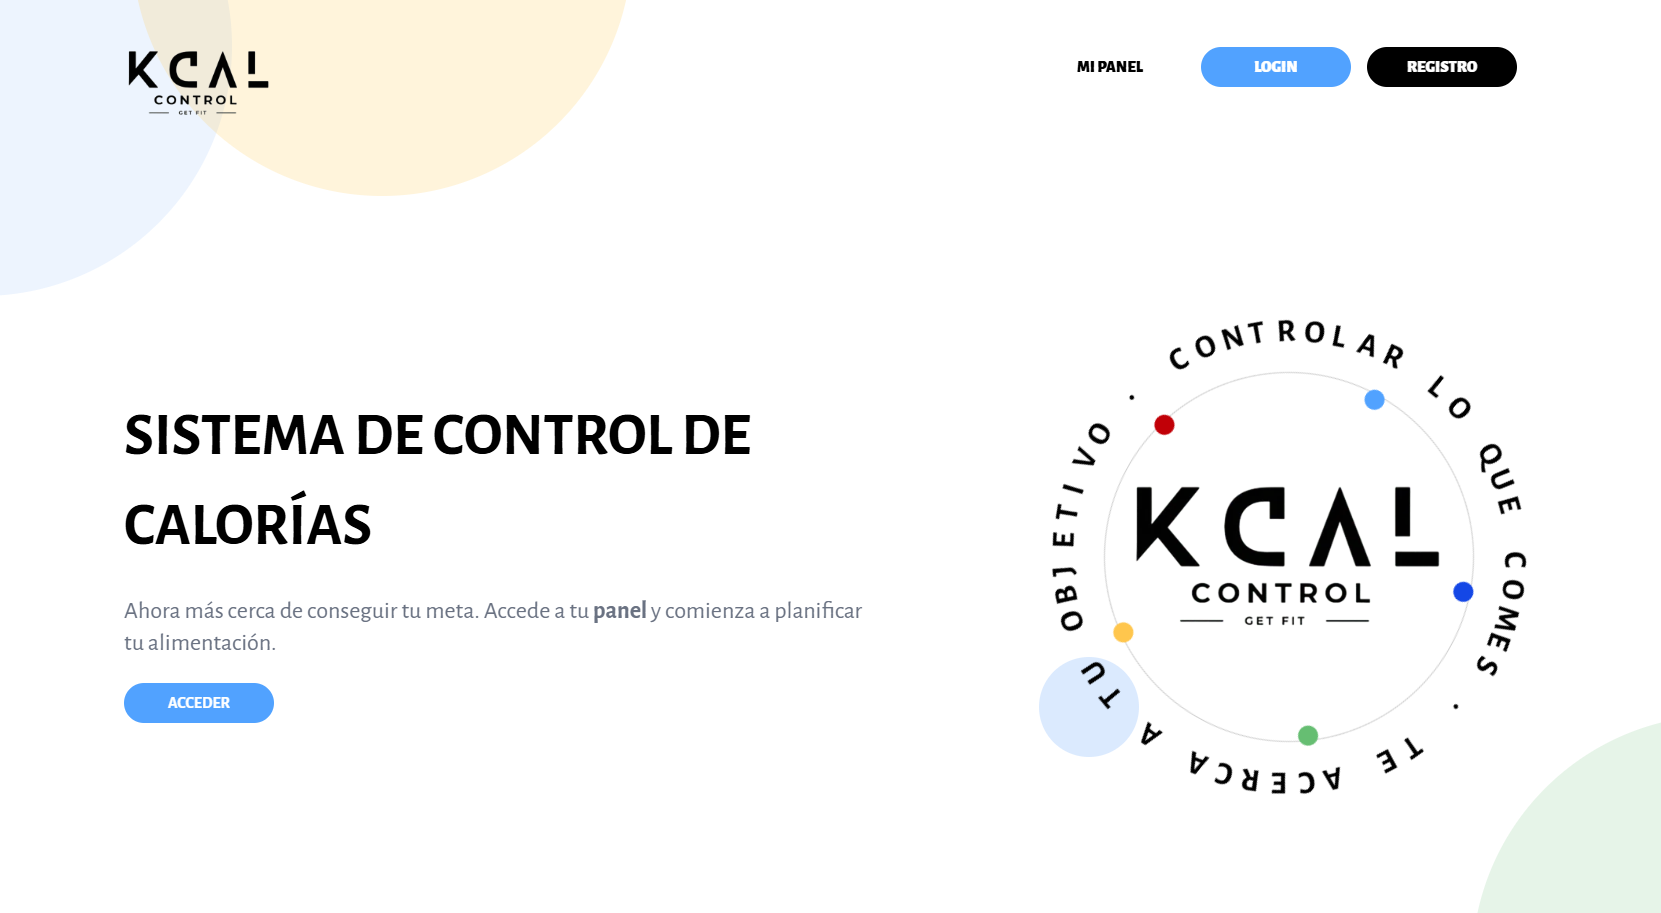 KCAL
CONTROL
GET FIT
MI PANEL
LOGIN
REGISTRO
SISTEMA DE CONTROL DE
CALORÍAS
Ahora más cerca de conseguir tu meta. Accede a tu panel y comienza a planificar
tu alimentación.
ACCEDER
CONTROLAR LO QUE COMES · TE ACERCA A TU OBJETIVO ·
KCAL
CONTROL
GET FIT